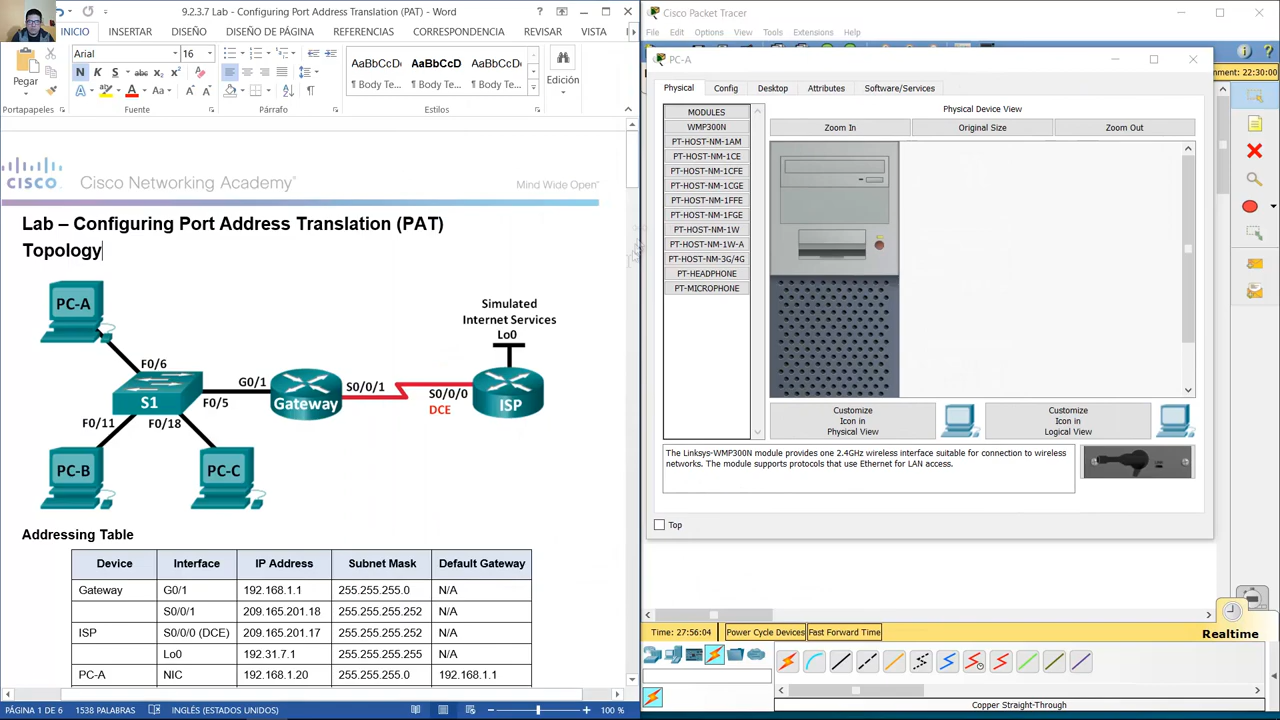 9.2.3.7 Lab - Configuring Port Address Translation (PAT) - Word
INICIO INSERTAR DISEÑO DISEÑO DE PÁGINA REFERENCIAS CORRESPONDENCIA REVISAR VISTA
Arial 16
Pegar
AaBbCcD AaBbCcD AaBbCcD
¶ Body Te... ¶ Body Te... ¶ Body Te...
Edición
Portapapeles Fuente Párrafo Estilos
CISCO Cisco Networking Academy® Mind Wide Open™
Lab – Configuring Port Address Translation (PAT)
Topology
PC-A
Simulated
Internet Services
Lo0
F0/6
S1
G0/1
F0/5
Gateway
S0/0/1
S0/0/0
DCE
ISP
F0/11
F0/18
PC-B
PC-C
Addressing Table
Device Interface IP Address Subnet Mask Default Gateway
Gateway G0/1 192.168.1.1 255.255.255.0 N/A
S0/0/1 209.165.201.18 255.255.255.252 N/A
ISP S0/0/0 (DCE) 209.165.201.17 255.255.255.252 N/A
Lo0 192.31.7.1 255.255.255.255 N/A
PC-A NIC 192.168.1.20 255.255.255.0 192.168.1.1
PÁGINA 1 DE 6 1538 PALABRAS INGLÉS (ESTADOS UNIDOS) 100 %
Cisco Packet Tracer
File Edit Options View Tools Extensions Help
PC-A
Physical Config Desktop Attributes Software/Services
MODULES
WMP300N
PT-HOST-NM-1AM
PT-HOST-NM-1CE
PT-HOST-NM-1CFE
PT-HOST-NM-1CGE
PT-HOST-NM-1FFE
PT-HOST-NM-1FGE
PT-HOST-NM-1W
PT-HOST-NM-1W-A
PT-HOST-NM-3G/4G
PT-HEADPHONE
PT-MICROPHONE
Physical Device View
Zoom In Original Size Zoom Out
Customize
Icon in
Physical View
Customize
Icon in
Logical View
The Linksys-WMP300N module provides one 2.4GHz wireless interface suitable for connection to wireless
networks. The module supports protocols that use Ethernet for LAN access.
Top
nment: 22:30:00
Time: 27:56:04 Power Cycle Devices Fast Forward Time
Realtime
Copper Straight-Through